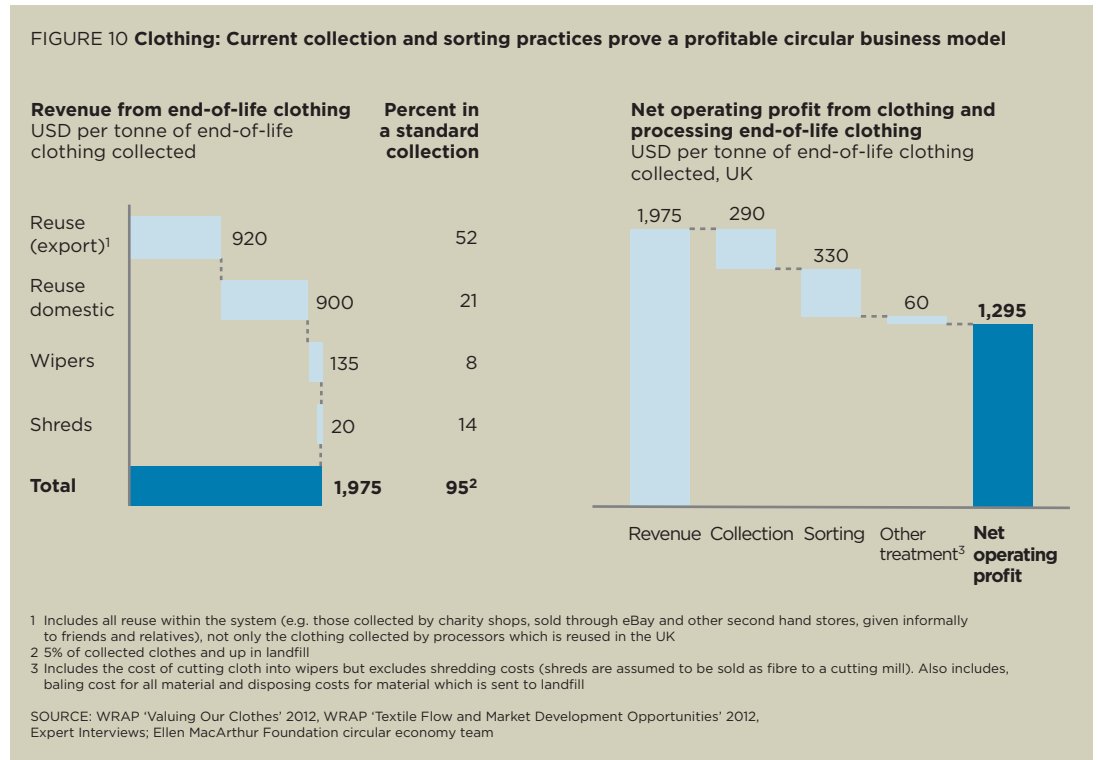 FIGURE 10 Clothing: Current collection and sorting practices prove a profitable circular business model
Revenue from end-of-life clothing
USD per tonne of end-of-life
clothing collected
Percent in
a standard
collection
Reuse
(export)¹
920
52
Reuse
domestic
900
21
Wipers
135
8
Shreds
20
14
Total
1,975
95²
Net operating profit from clothing and
processing end-of-life clothing
USD per tonne of end-of-life clothing
collected, UK
1,975
290
330
60
1,295
Revenue
Collection
Sorting
Other
treatment³
Net
operating
profit
1 Includes all reuse within the system (e.g. those collected by charity shops, sold through eBay and other second hand stores, given informally
to friends and relatives), not only the clothing collected by processors which is reused in the UK
2 5% of collected clothes and up in landfill
3 Includes the cost of cutting cloth into wipers but excludes shredding costs (shreds are assumed to be sold as fibre to a cutting mill). Also includes,
baling cost for all material and disposing costs for material which is sent to landfill
SOURCE: WRAP ‘Valuing Our Clothes’ 2012, WRAP ‘Textile Flow and Market Development Opportunities’ 2012,
Expert Interviews; Ellen MacArthur Foundation circular economy team